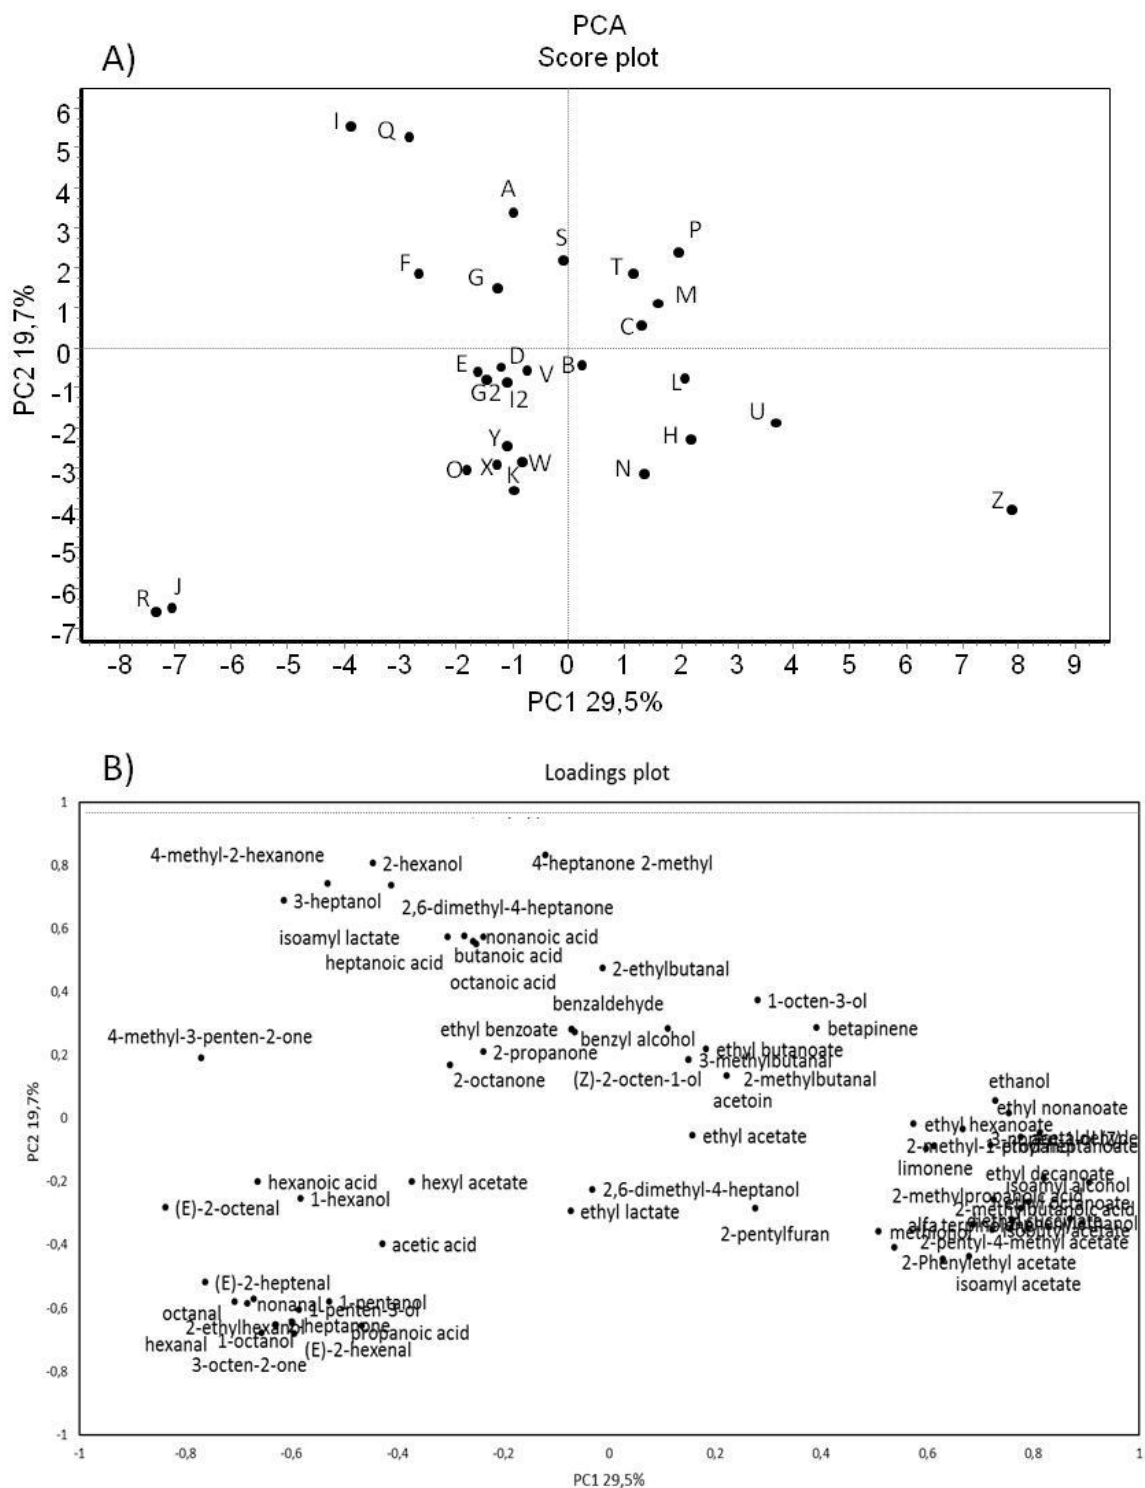 PCA
A)
Score plot
6
5
4
3
2
1
0
-1
-2
-3
-4
-5
-6
-7
PC2 19,7%
I
Q
A
S
P
F
G
T
M
C
E
D
V
B
G2
I2
L
U
Y
H
O
X
K
W
N
Z
R
J
-8 -7 -6 -5 -4 -3 -2 -1 0 1 2 3 4 5 6 7 8 9
PC1 29,5%
B)
Loadings plot
1
0,8
0,6
0,4
0,2
0
-0,2
-0,4
-0,6
-0,8
-1
PC2 19,7%
4-methyl-2-hexanone
2-hexanol
4-heptanone 2-methyl
3-heptanol
2,6-dimethyl-4-heptanone
isoamyl lactate
nonanoic acid
heptanoic acid
butanoic acid
octanoic acid
2-ethylbutanal
benzaldehyde
1-octen-3-ol
ethyl benzoate
benzyl alcohol
betapinene
4-methyl-3-penten-2-one
2-propanone
ethyl butanoate
3-methylbutanal
2-octanone
(Z)-2-octen-1-ol
2-methylbutanal
acetoin
ethanol
ethyl nonanoate
ethyl hexanoate
ethyl acetate
limonene
ethyl decanoate
isoamyl alcohol
hexanoic acid
hexyl acetate
2,6-dimethyl-4-heptanol
2-methylpropanoic acid
ethyl octanoate
2-methylbutanoic acid
(E)-2-octenal
1-hexanol
ethyl lactate
2-pentylfuran
methionol
isobutyl acetate
acetic acid
2-pentyl-4-methyl acetate
2-Phenylethyl acetate
isoamyl acetate
(E)-2-heptenal
octanal
nonanal
1-pentanol
1-penten-3-ol
2-ethylhexanol
heptanone
propanoic acid
hexanal
1-octanol
(E)-2-hexenal
3-octen-2-one
-1 -0,8 -0,6 -0,4 -0,2 0 0,2 0,4 0,6 0,8 1
PC1 29,5%